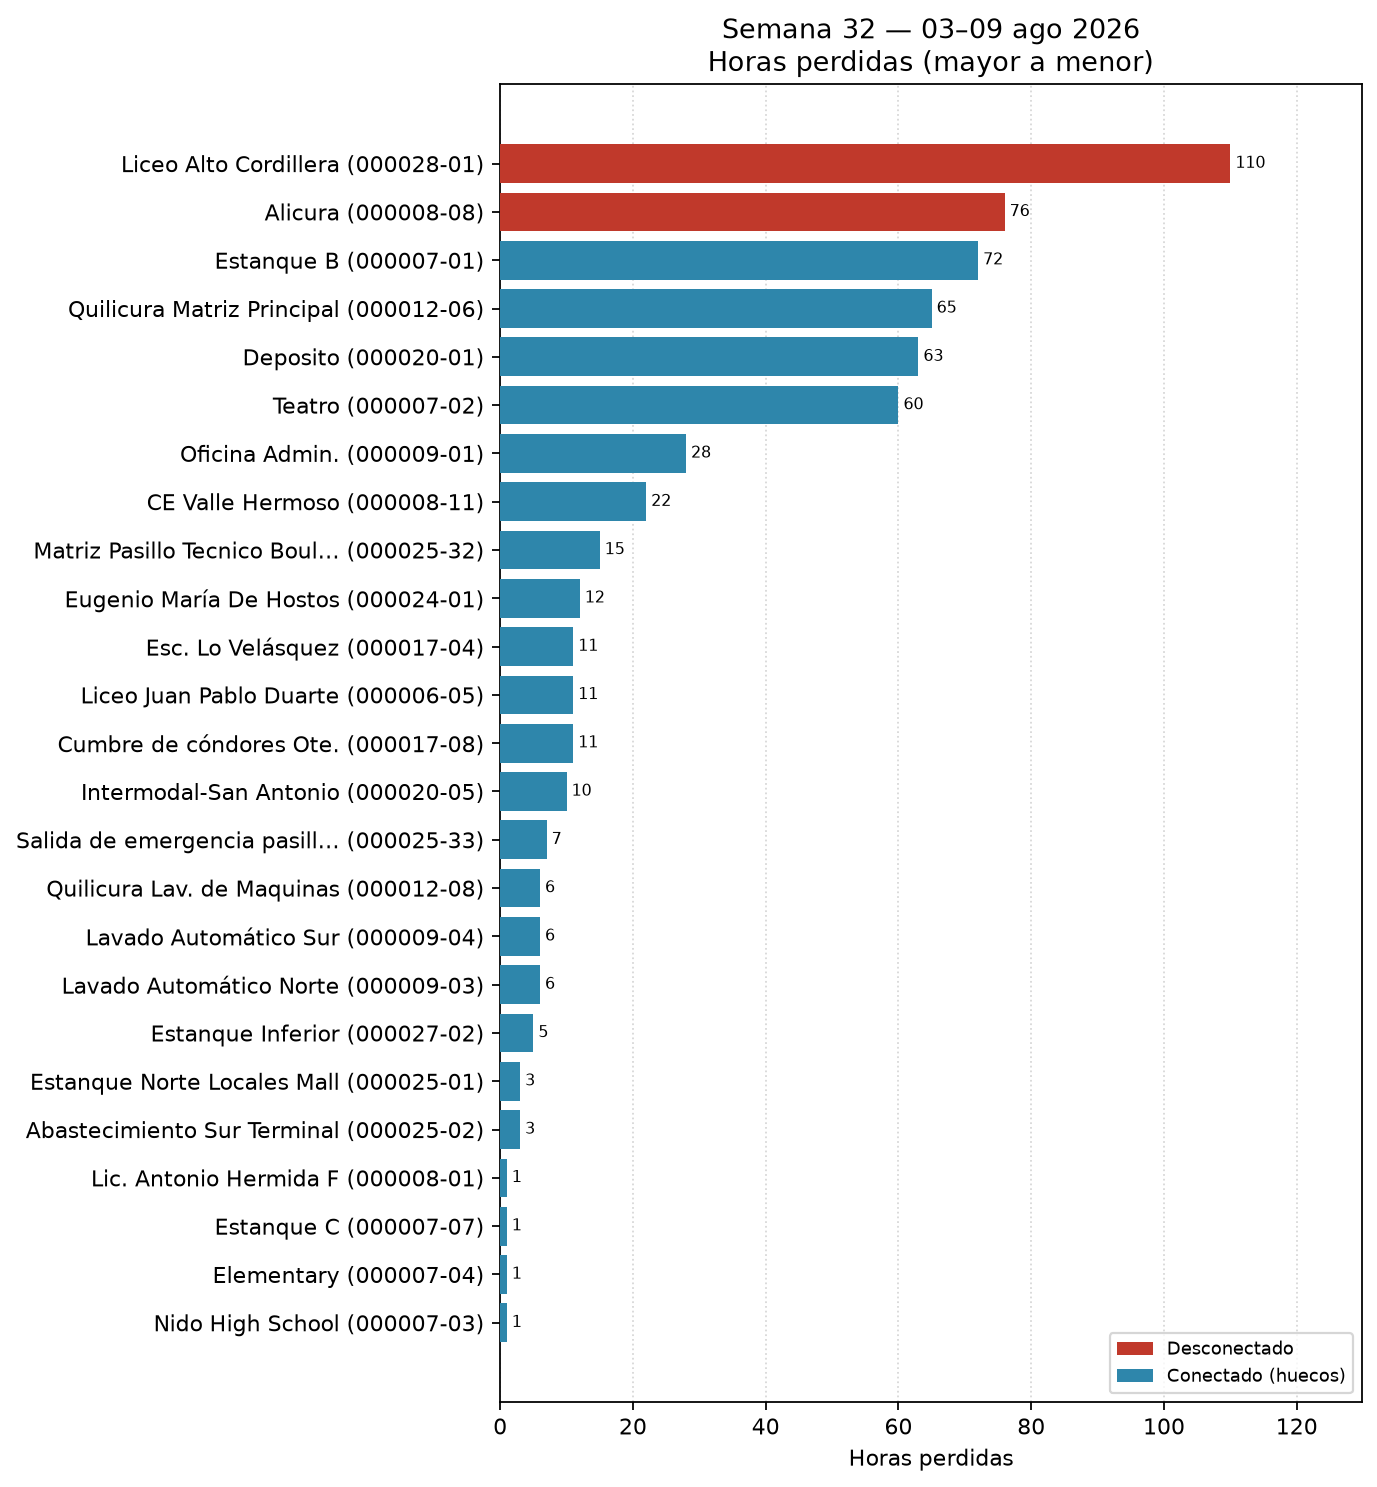 Semana 32 — 03–09 ago 2026
Horas perdidas (mayor a menor)
Liceo Alto Cordillera (000028-01) 110
Alicura (000008-08) 76
Estanque B (000007-01) 72
Quilicura Matriz Principal (000012-06) 65
Deposito (000020-01) 63
Teatro (000007-02) 60
Oficina Admin. (000009-01) 28
CE Valle Hermoso (000008-11) 22
Matriz Pasillo Tecnico Boul... (000025-32) 15
Eugenio María De Hostos (000024-01) 12
Esc. Lo Velásquez (000017-04) 11
Liceo Juan Pablo Duarte (000006-05) 11
Cumbre de cóndores Ote. (000017-08) 11
Intermodal-San Antonio (000020-05) 10
Salida de emergencia pasill... (000025-33) 7
Quilicura Lav. de Maquinas (000012-08) 6
Lavado Automático Sur (000009-04) 6
Lavado Automático Norte (000009-03) 6
Estanque Inferior (000027-02) 5
Estanque Norte Locales Mall (000025-01) 3
Abastecimiento Sur Terminal (000025-02) 3
Lic. Antonio Hermida F (000008-01) 1
Estanque C (000007-07) 1
Elementary (000007-04) 1
Nido High School (000007-03) 1
Desconectado
Conectado (huecos)
0 20 40 60 80 100 120
Horas perdidas